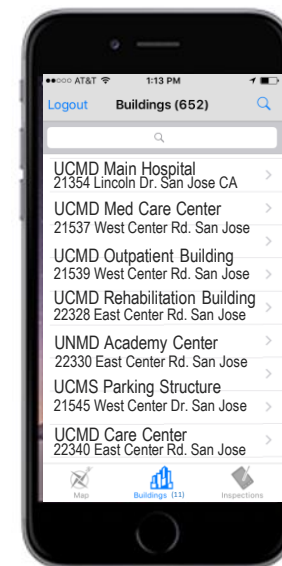 AT&T 1:13 PM
Logout Buildings (652)
UCMD Main Hospital
21354 Lincoln Dr. San Jose CA
UCMD Med Care Center
21537 West Center Rd. San Jose
UCMD Outpatient Building
21539 West Center Rd. San Jose
UCMD Rehabilitation Building
22328 East Center Rd. San Jose
UNMD Academy Center
22330 East Center Rd. San Jose
UCMS Parking Structure
21545 West Center Dr. San Jose
UCMD Care Center
22340 East Center Rd. San Jose
Map Buildings (11) Inspections